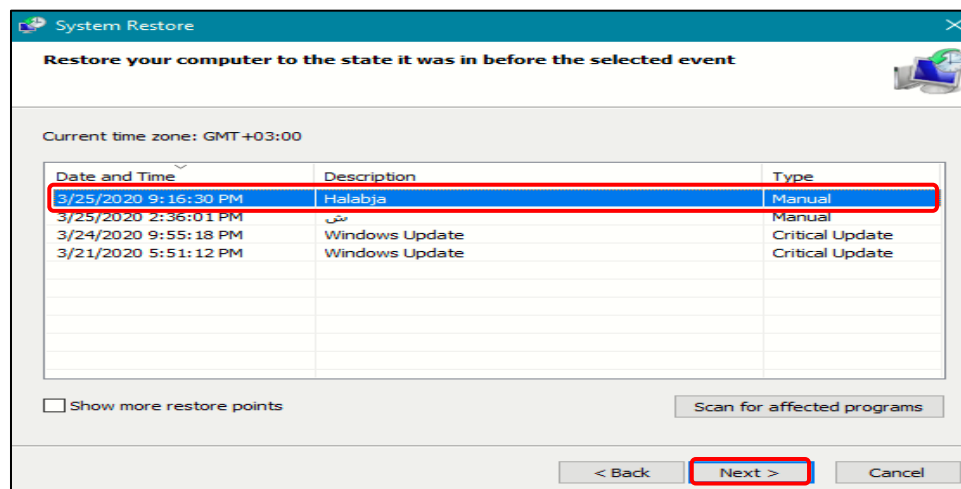 System Restore
Restore your computer to the state it was in before the selected event
Current time zone: GMT+03:00
Date and Time Description Type
3/25/2020 9:16:30 PM Halabja Manual
3/25/2020 2:36:01 PM ش Manual
3/24/2020 9:55:18 PM Windows Update Critical Update
3/21/2020 5:51:12 PM Windows Update Critical Update
Show more restore points Scan for affected programs
< Back Next > Cancel